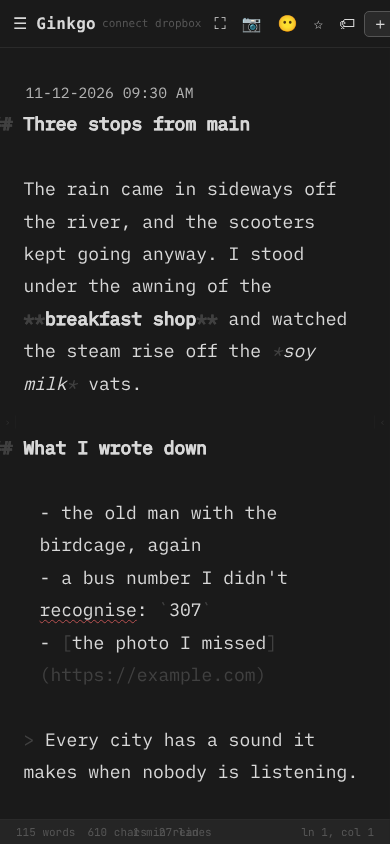 ☰ Ginkgo connect dropbox
11-12-2026 09:30 AM
# Three stops from main
The rain came in sideways off
the river, and the scooters
kept going anyway. I stood
under the awning of the
**breakfast shop** and watched
the steam rise off the *soy
milk* vats.
# What I wrote down
- the old man with the
birdcage, again
- a bus number I didn't
recognise: `307`
- [the photo I missed]
(https://example.com)
> Every city has a sound it
makes when nobody is listening.
115 words 610 chars ln 1, col 1